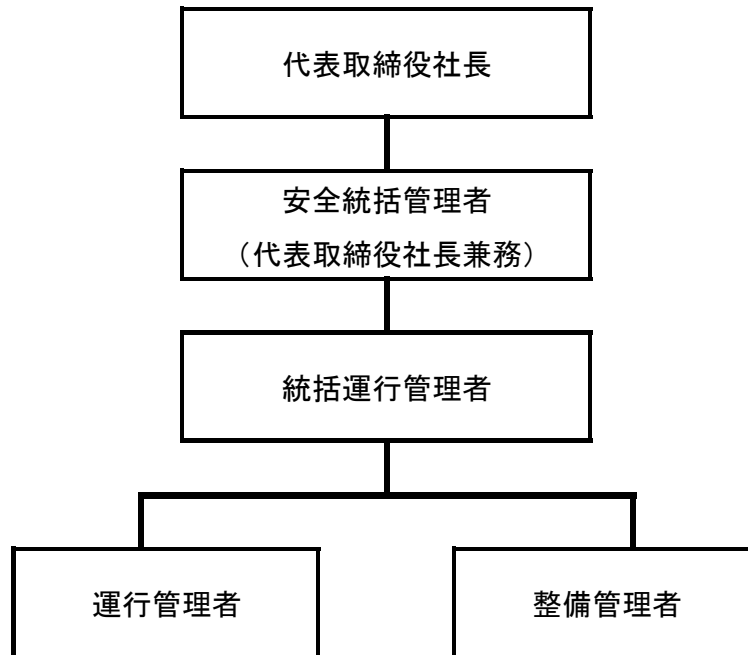 代表取締役社長
安全統括管理者
（代表取締役社長兼務）
統括運行管理者
運行管理者
整備管理者